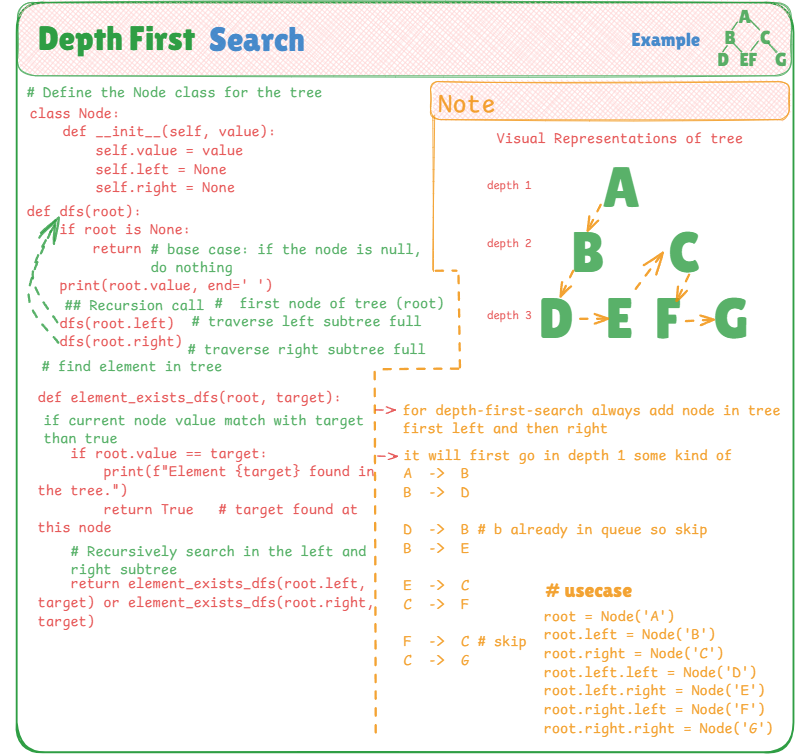 Depth First Search
Example
A
B C
D EF G
# Define the Node class for the tree
class Node:
def __init__(self, value):
self.value = value
self.left = None
self.right = None
def dfs(root):
if root is None:
return # base case: if the node is null,
do nothing
print(root.value, end=' ')
## Recursion call # first node of tree (root)
dfs(root.left) # traverse left subtree full
dfs(root.right) # traverse right subtree full
# find element in tree
def element_exists_dfs(root, target):
if current node value match with target
than true
if root.value == target:
print(f"Element {target} found in
the tree.")
return True # target found at
this node
# Recursively search in the left and
right subtree
return element_exists_dfs(root.left,
target) or element_exists_dfs(root.right,
target)
Note
Visual Representations of tree
depth 1 A
depth 2 B C
depth 3 D E F G
-> for depth-first-search always add node in tree
first left and then right
-> it will first go in depth 1 some kind of
A -> B
B -> D
D -> B # b already in queue so skip
B -> E
E -> C
C -> F
F -> C # skip
C -> G
# usecase
root = Node('A')
root.left = Node('B')
root.right = Node('C')
root.left.left = Node('D')
root.left.right = Node('E')
root.right.left = Node('F')
root.right.right = Node('G')